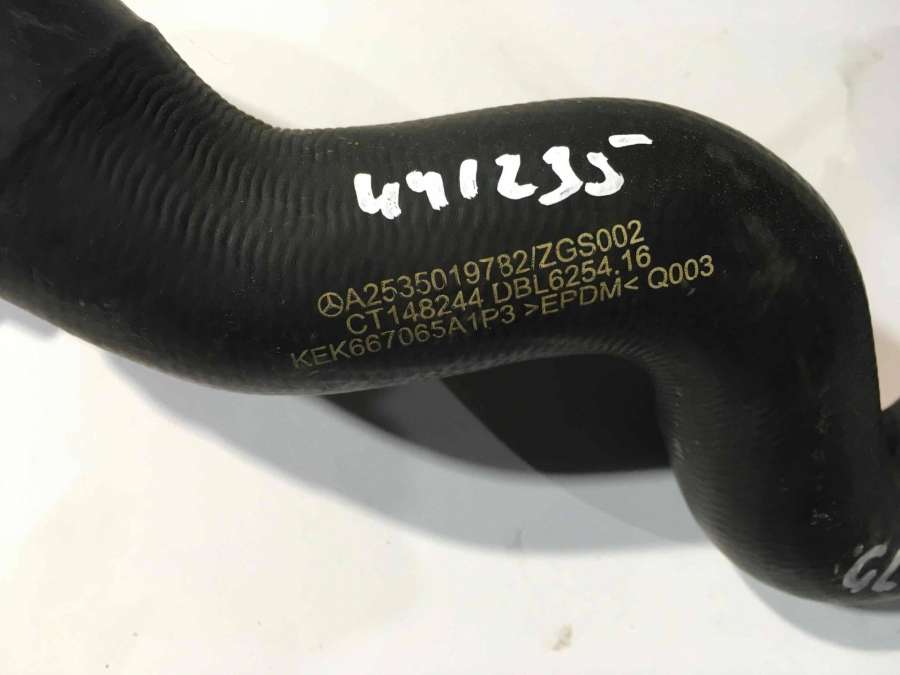 491235
A2535019782/ZGS002
CT148244 DBL6254.16
KEK667065A1P3 >EPDM< Q003